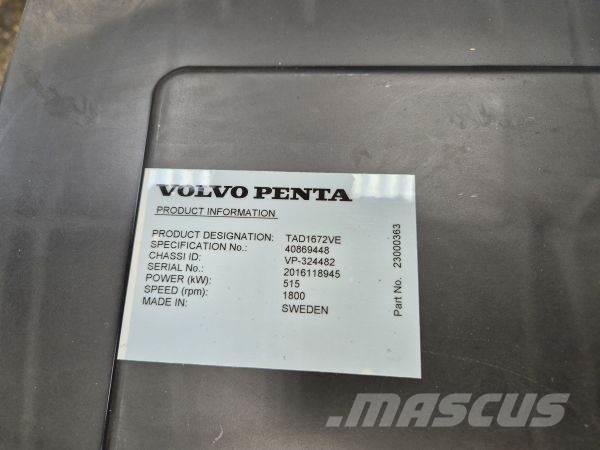 VOLVO PENTA
PRODUCT INFORMATION
PRODUCT DESIGNATION: TAD1672VE
SPECIFICATION No.: 40869448
CHASSI ID: VP-324482
SERIAL No.: 2016118945
POWER (kW): 515
SPEED (rpm): 1800
MADE IN: SWEDEN
Part No. 23000363
MASCUS